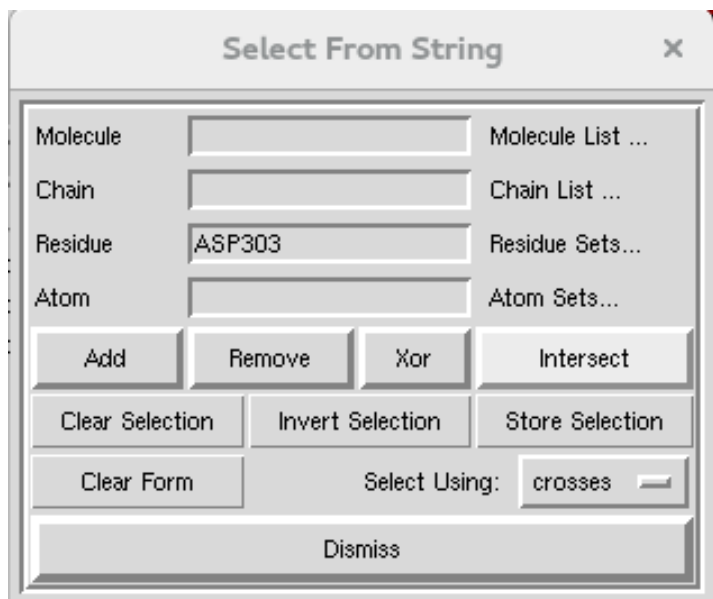 Select From String ×
Molecule Molecule List ...
Chain Chain List ...
Residue ASP303 Residue Sets...
Atom Atom Sets...
Add Remove Xor Intersect
Clear Selection Invert Selection Store Selection
Clear Form Select Using: crosses
Dismiss